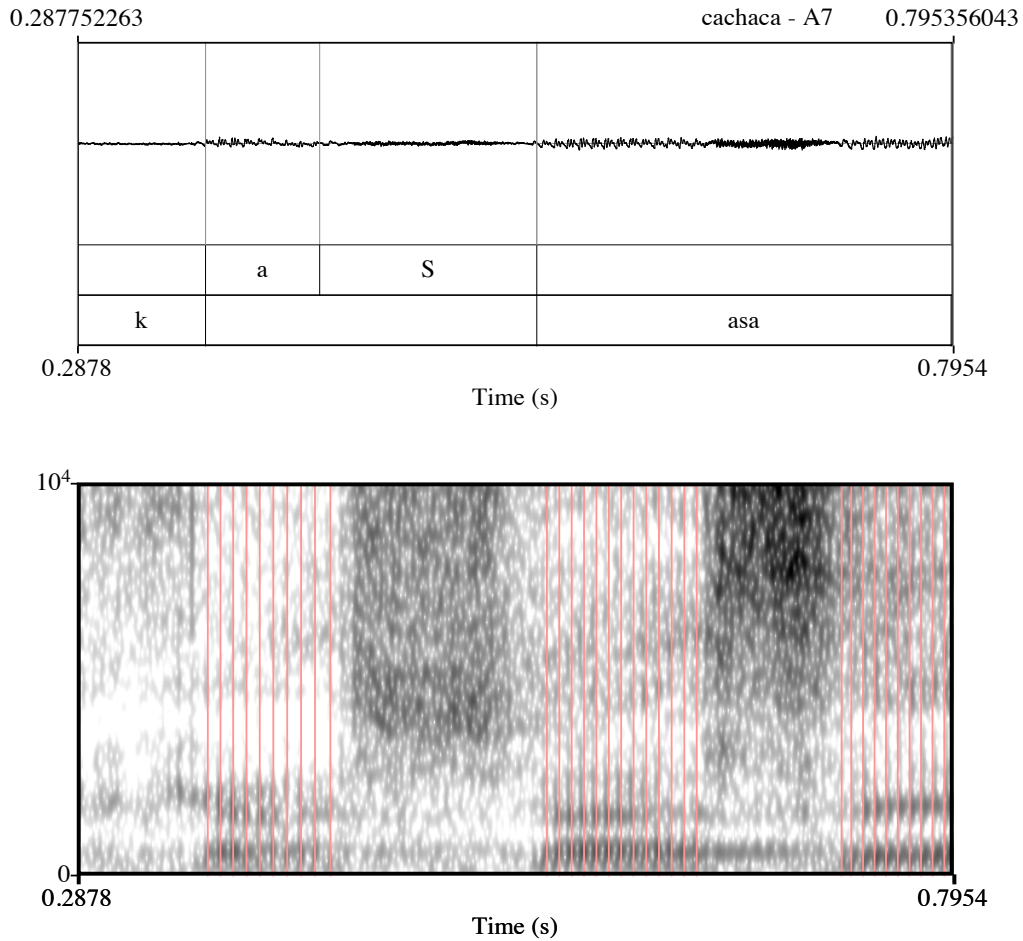 0.287752263 cachaca - A7 0.795356043
a S
k asa
0.2878 0.7954
Time (s)
10⁴
0
0.2878 0.7954
Time (s)